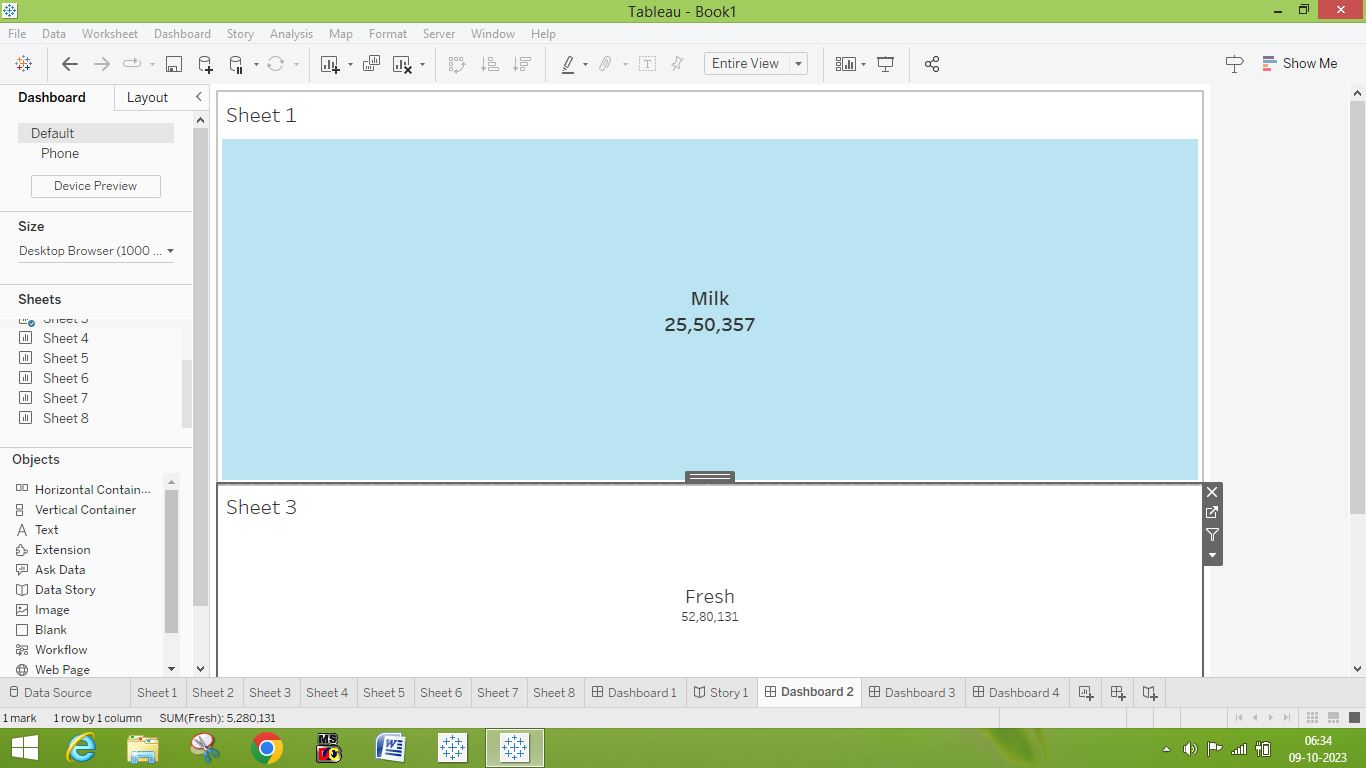 Tableau - Book1
File Data Worksheet Dashboard Story Analysis Map Format Server Window Help
Entire View
Show Me
Dashboard Layout
Default
Phone
Device Preview
Size
Desktop Browser (1000 ...
Sheets
Sheet 3
Sheet 4
Sheet 5
Sheet 6
Sheet 7
Sheet 8
Objects
Horizontal Contain...
Vertical Container
Text
Extension
Ask Data
Data Story
Image
Blank
Workflow
Web Page
Sheet 1
Milk
25,50,357
Sheet 3
Fresh
52,80,131
Data Source Sheet 1 Sheet 2 Sheet 3 Sheet 4 Sheet 5 Sheet 6 Sheet 7 Sheet 8 Dashboard 1 Story 1 Dashboard 2 Dashboard 3 Dashboard 4
1 mark 1 row by 1 column SUM(Fresh): 5,280,131
MS
W
06:34
09-10-2023